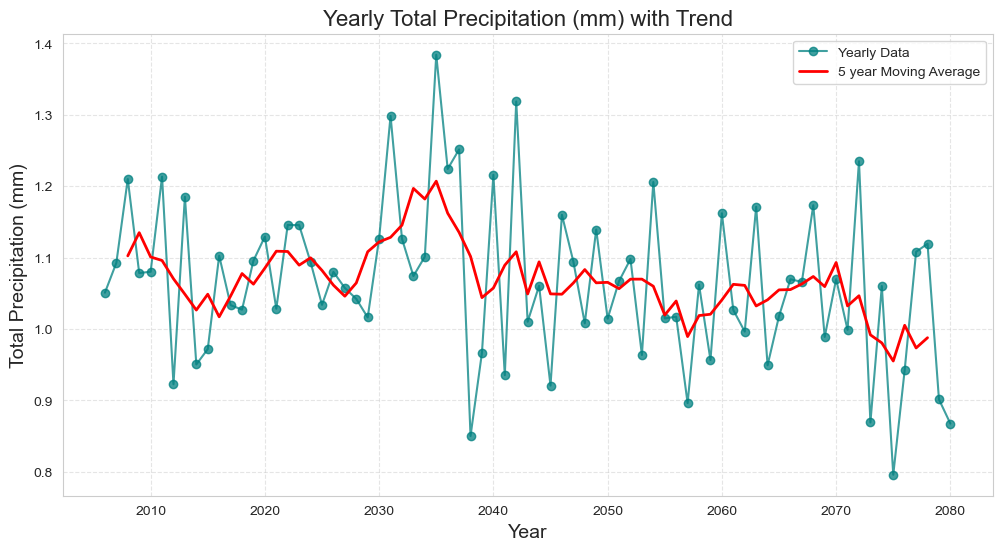 Yearly Total Precipitation (mm) with Trend
Yearly Data
5 year Moving Average
Total Precipitation (mm)
1.4
1.3
1.2
1.1
1.0
0.9
0.8
2010 2020 2030 2040 2050 2060 2070 2080
Year